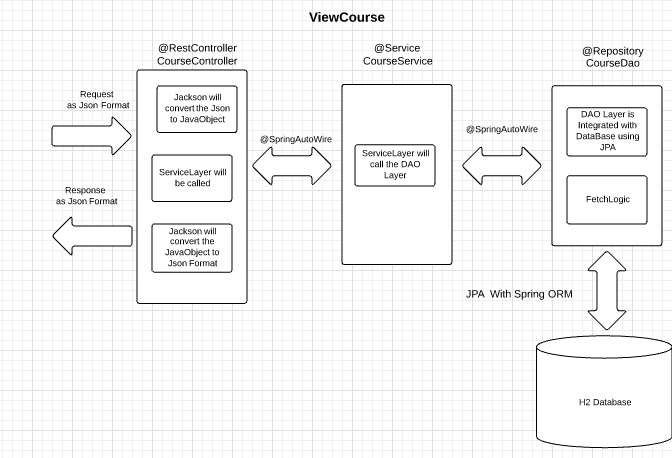 ViewCourse
@RestController
CourseController
@Service
CourseService
@Repository
CourseDao
Request
as Json Format
Jackson will
convert the Json
to JavaObject
@SpringAutoWire
@SpringAutoWire
DAO Layer is
Integrated with
DataBase using
JPA
ServiceLayer will
be called
ServiceLayer will
call the DAO
Layer
FetchLogic
Response
as Json Format
Jackson will
convert the
JavaObject to
Json Format
JPA With Spring ORM
H2 Database